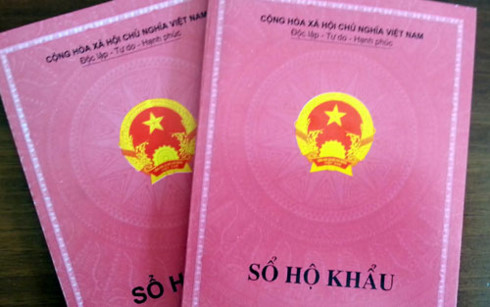 CỘNG HÒA XÃ HỘI CHỦ NGHĨA VIỆT NAM
Độc lập - Tự do - Hạnh phúc
SỔ H
CỘNG HÒA XÃ HỘI CHỦ NGHĨA VIỆT NAM
Độc lập - Tự do - Hạnh phúc
SỔ HỘ KHẨU